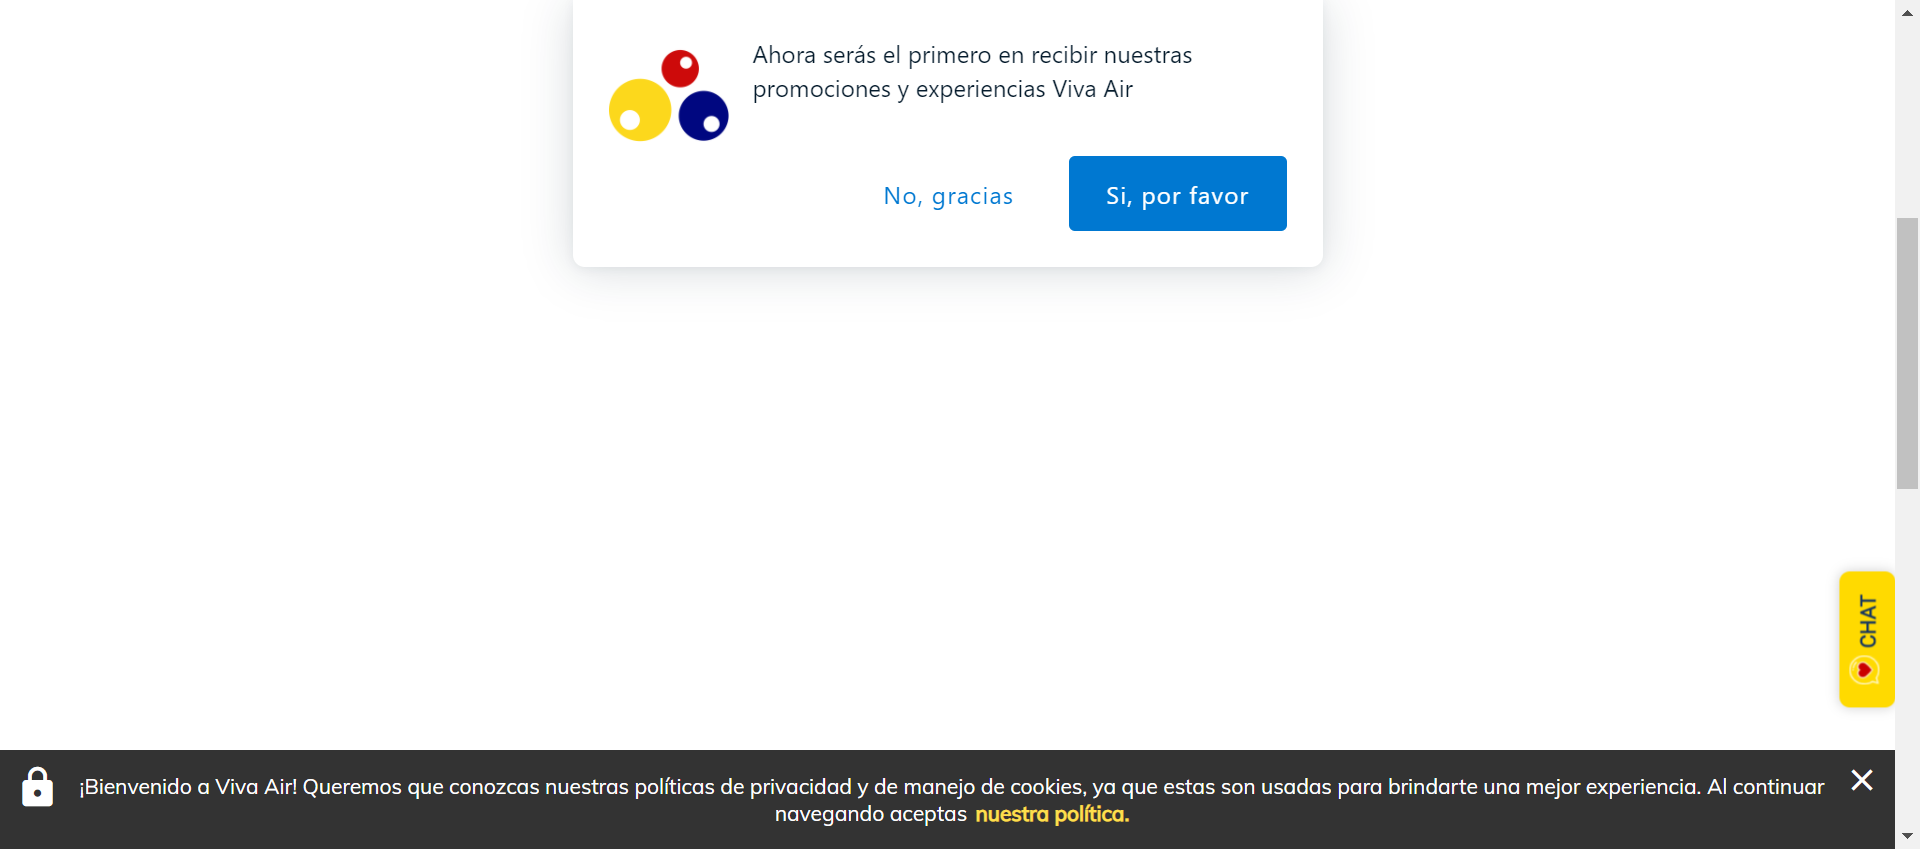 Ahora serás el primero en recibir nuestras
promociones y experiencias Viva Air
No, gracias
Si, por favor
CHAT
¡Bienvenido a Viva Air! Queremos que conozcas nuestras políticas de privacidad y de manejo de cookies, ya que estas son usadas para brindarte una mejor experiencia. Al continuar
navegando aceptas nuestra política.